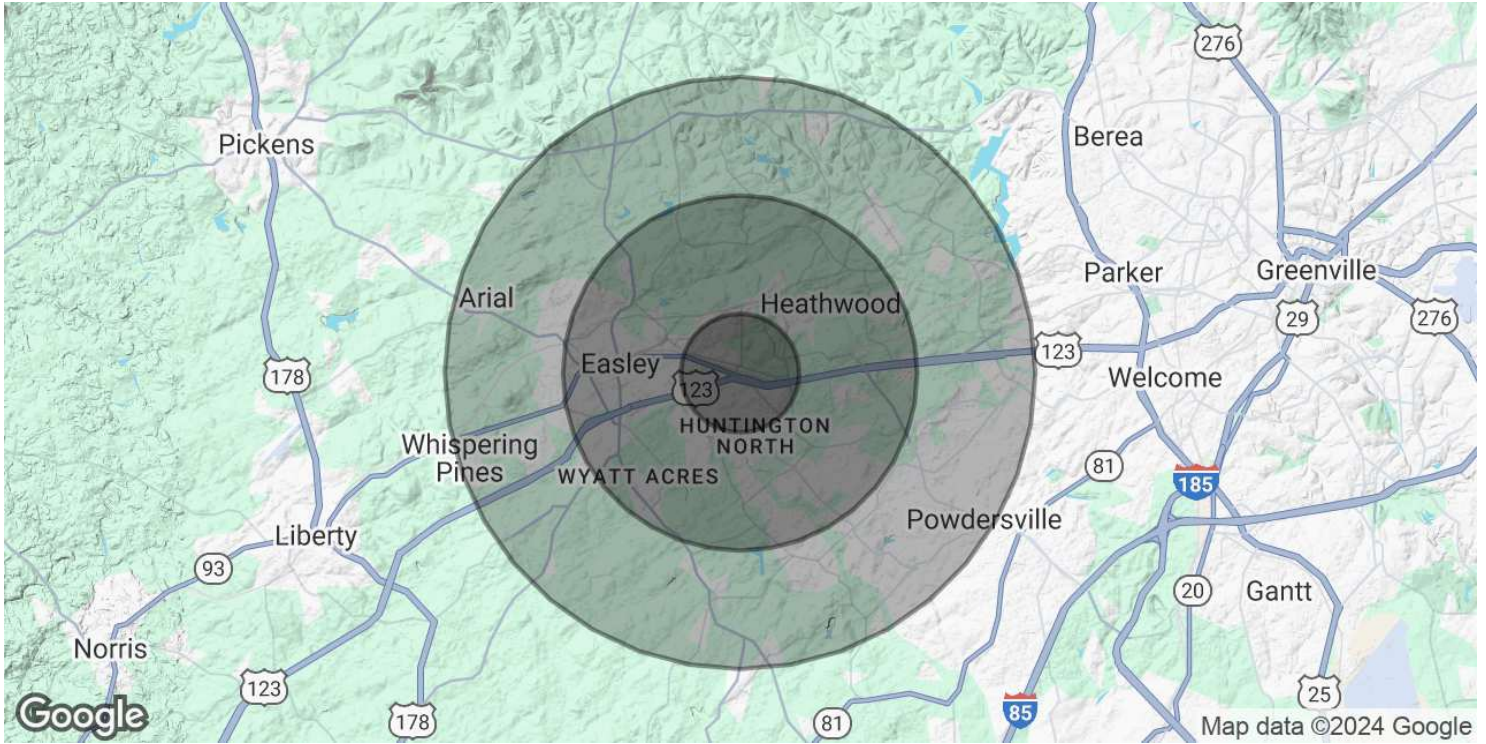 276
Pickens
Berea
Parker
Greenville
Arial
Heathwood
29
276
123
Easley
178
123
Welcome
HUNTINGTON
NORTH
Whispering
Pines
WYATT ACRES
81
185
Powdersville
Liberty
93
20
Gantt
Norris
123
25
178
81
85
Google
Map data ©2024 Google